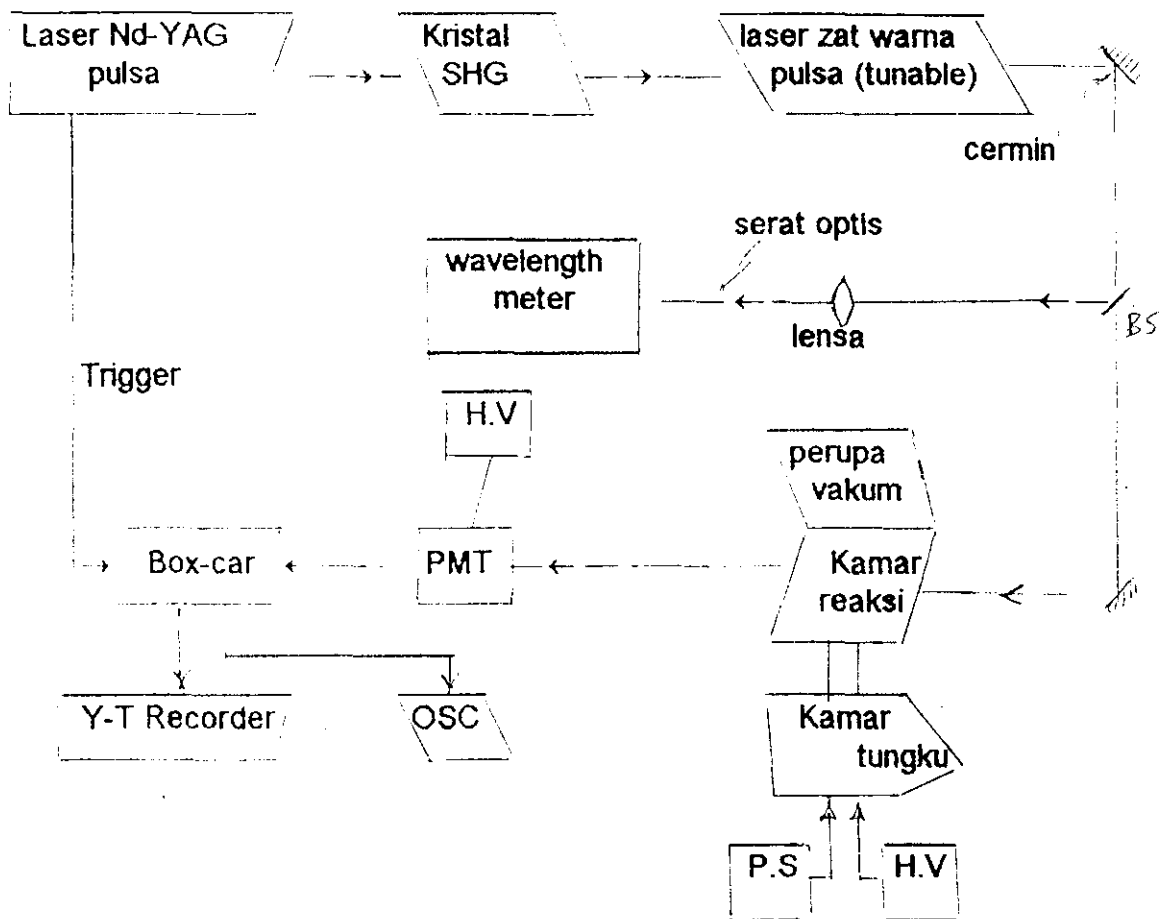 Laser Nd-YAG
pulsa
Kristal
SHG
laser zat warna
pulsa (tunable)
cermin
serat optis
wavelength
meter
lensa
BS
Trigger
H.V
perupa
vakum
Box-car
PMT
Kamar
reaksi
Y-T Recorder
OSC
Kamar
tungku
P.S
H.V